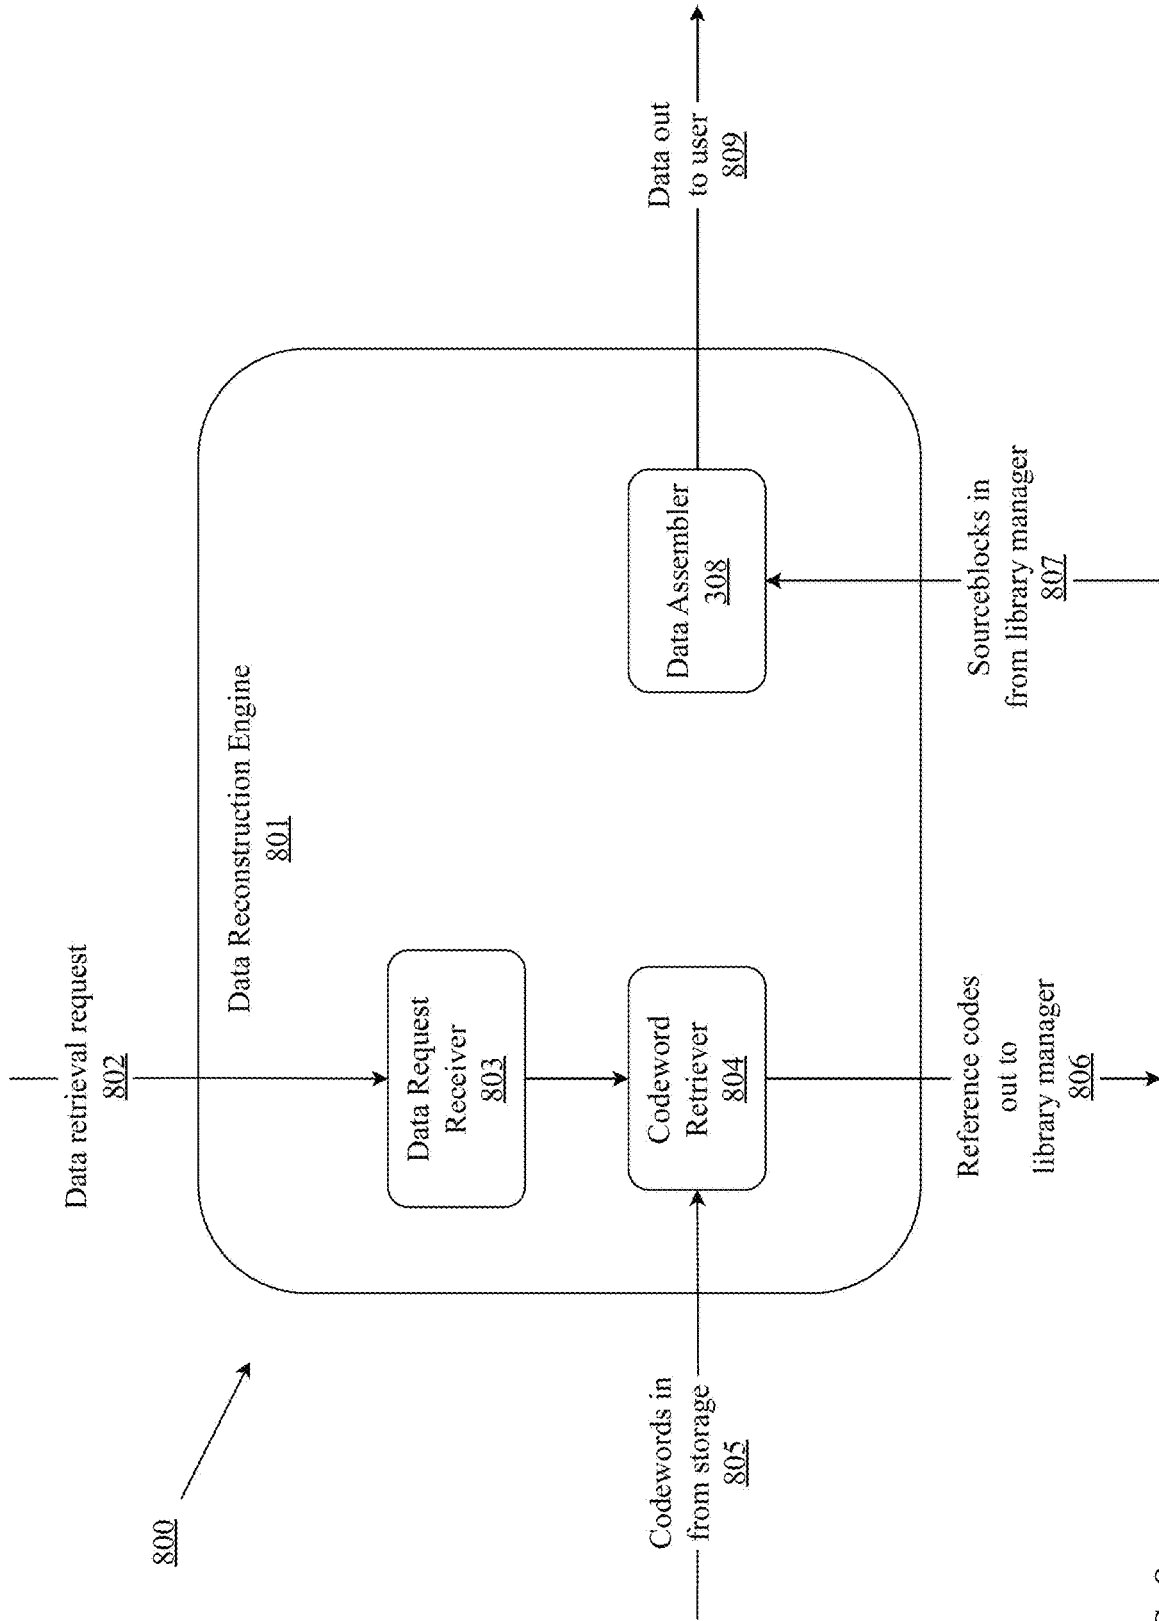 800
Data retrieval request
802
Data Reconstruction Engine
801
Data Request
Receiver
803
Codewords in
from storage
805
Codeword
Retriever
804
Data Assembler
308
Data out
to user
809
Reference codes
out to
library manager
806
Sourceblocks in
from library manager
807